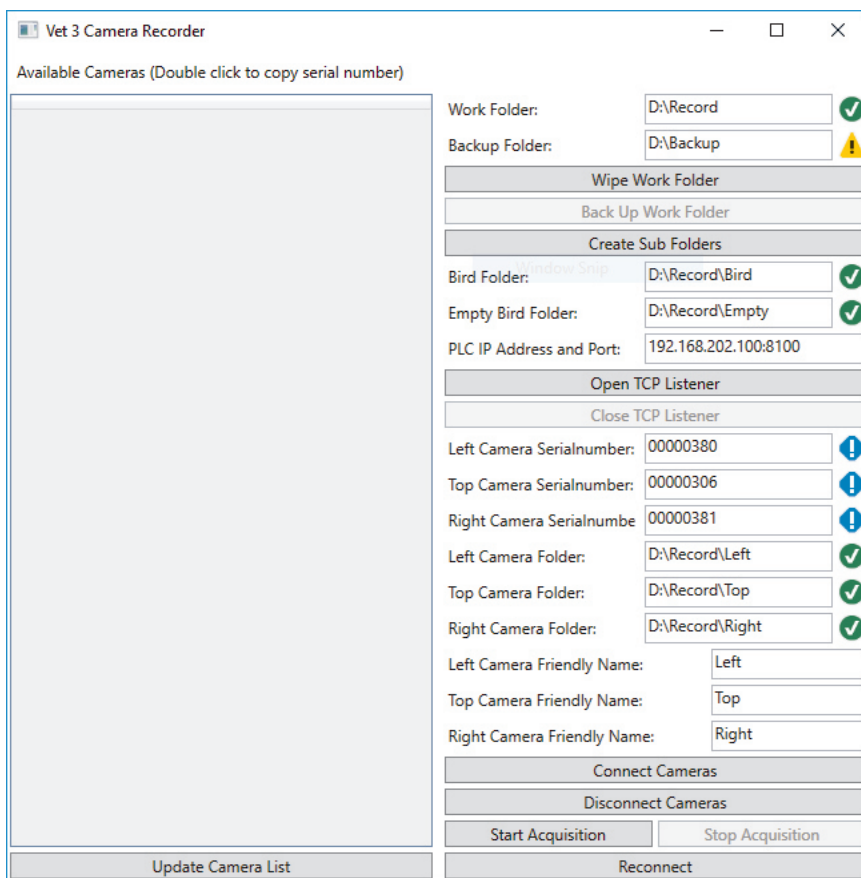 Vet 3 Camera Recorder
Available Cameras (Double click to copy serial number)
Work Folder: D:\Record
Backup Folder: D:\Backup
Wipe Work Folder
Back Up Work Folder
Create Sub Folders
Window Snip
Bird Folder: D:\Record\Bird
Empty Bird Folder: D:\Record\Empty
PLC IP Address and Port: 192.168.202.100:8100
Open TCP Listener
Close TCP Listener
Left Camera Serialnumber: 00000380
Top Camera Serialnumber: 00000306
Right Camera Serialnumbe 00000381
Left Camera Folder: D:\Record\Left
Top Camera Folder: D:\Record\Top
Right Camera Folder: D:\Record\Right
Left Camera Friendly Name: Left
Top Camera Friendly Name: Top
Right Camera Friendly Name: Right
Connect Cameras
Disconnect Cameras
Start Acquisition Stop Acquisition
Update Camera List Reconnect